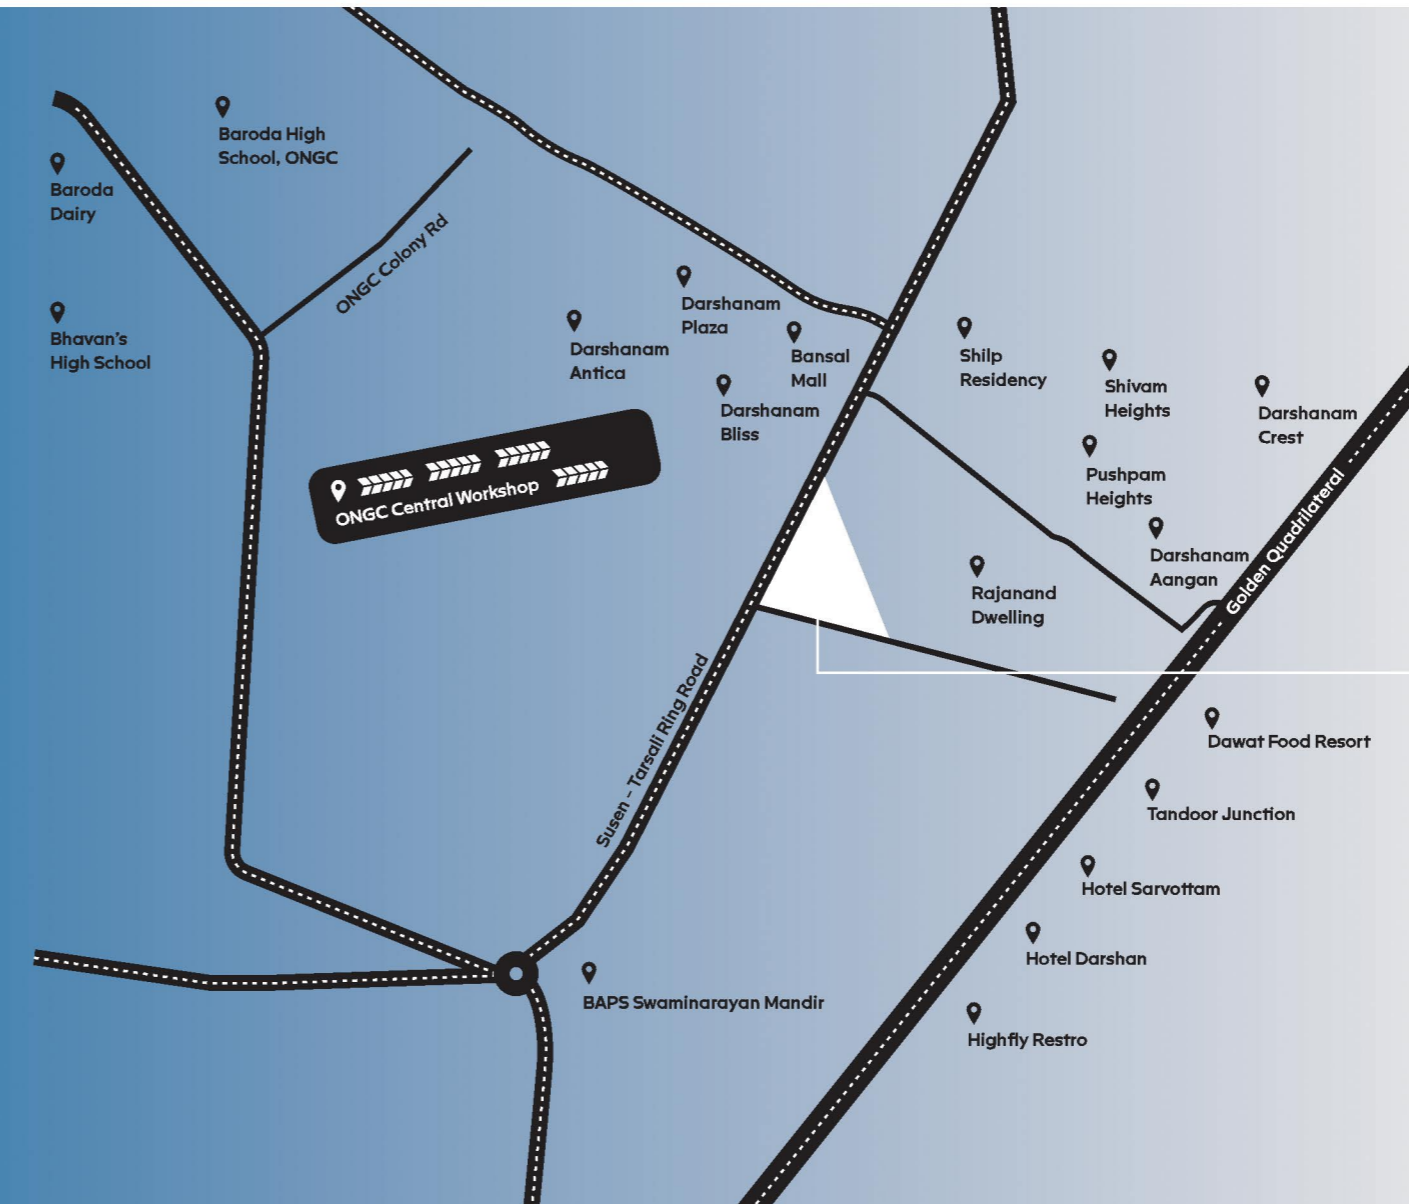 Baroda High
School, ONGC
Baroda
Dairy
ONGC Colony Rd
Bhavan's
High School
Darshanam
Plaza
Darshanam
Antica
Bansal
Mall
Darshanam
Bliss
Shilp
Residency
Shivam
Heights
Darshanam
Crest
Pushpam
Heights
ONGC Central Workshop
Darshanam
Aangan
Golden Quadrilateral
Rajanand
Dwelling
Susen - Tarsali Ring Road
Dawat Food Resort
Tandoor Junction
Hotel Sarvottam
Hotel Darshan
BAPS Swaminarayan Mandir
Highfly Restro